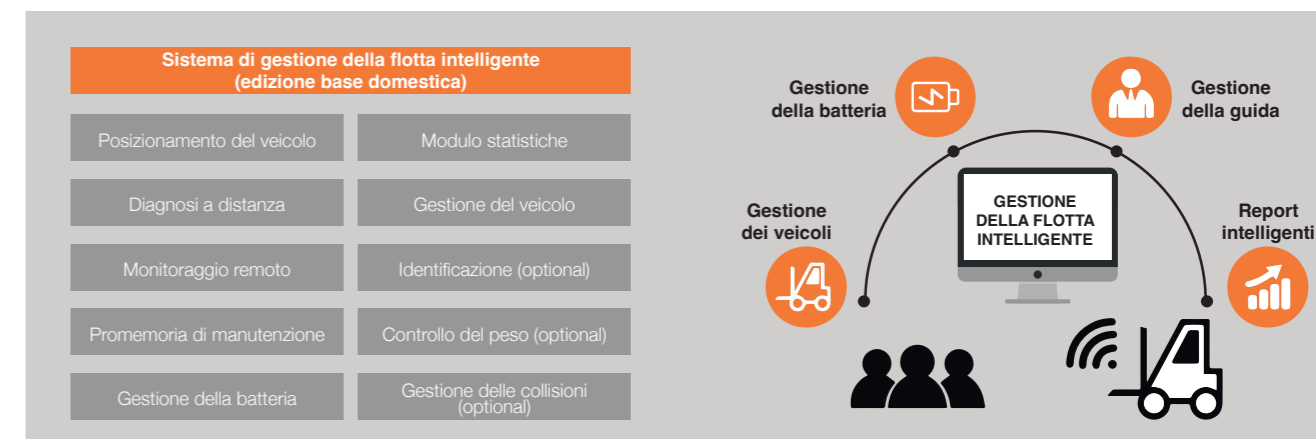 Sistema di gestione della flotta intelligente
(edizione base domestica)
Posizionamento del veicolo
Modulo statistiche
Diagnosi a distanza
Gestione del veicolo
Monitoraggio remoto
Identificazione (optional)
Promemoria di manutenzione
Controllo del peso (optional)
Gestione della batteria
Gestione delle collisioni
(optional)
Gestione
della batteria
Gestione
della guida
Gestione
dei veicoli
GESTIONE
DELLA FLOTTA
INTELLIGENTE
Report
intelligenti